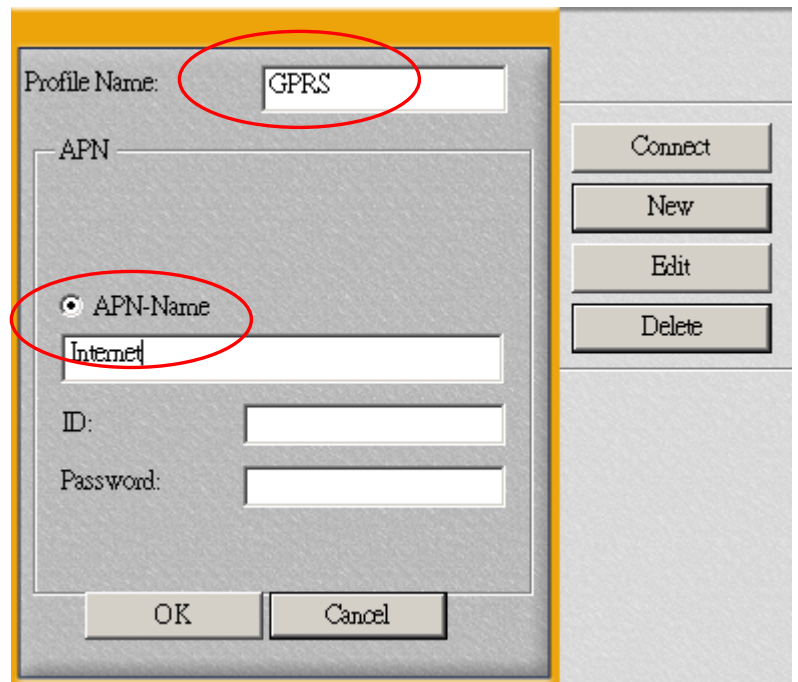 Profile Name: GPRS
APN
APN-Name
Internet
ID:
Password:
OK Cancel
Connect
New
Edit
Delete